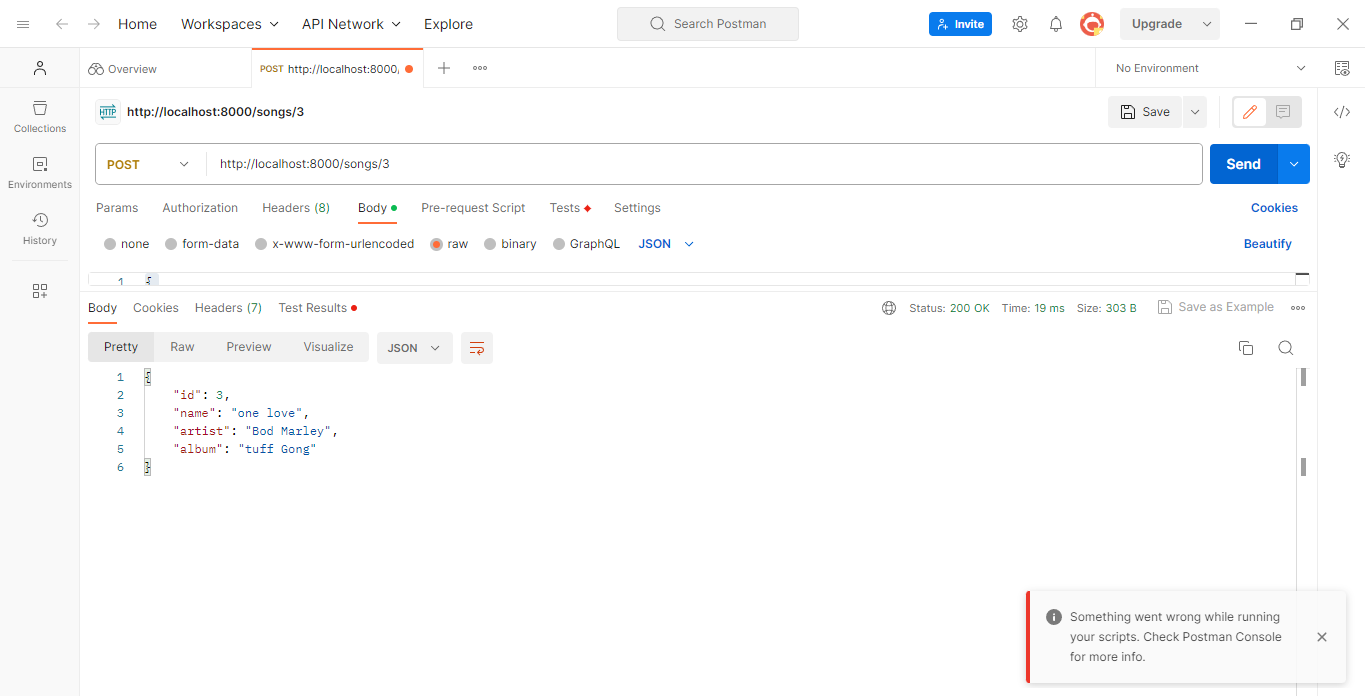 Home Workspaces API Network Explore Search Postman Invite Upgrade
Overview POST http://localhost:8000, No Environment
HTTP http://localhost:8000/songs/3 Save
Collections
POST http://localhost:8000/songs/3 Send
Environments
Params Authorization Headers (8) Body Pre-request Script Tests Settings Cookies
History
none form-data x-www-form-urlencoded raw binary GraphQL JSON Beautify
1 {
Body Cookies Headers (7) Test Results Status: 200 OK Time: 19 ms Size: 303 B Save as Example
Pretty Raw Preview Visualize JSON
1 {
2 "id": 3,
3 "name": "one love",
4 "artist": "Bod Marley",
5 "album": "tuff Gong"
6 }
Something went wrong while running
your scripts. Check Postman Console
for more info.